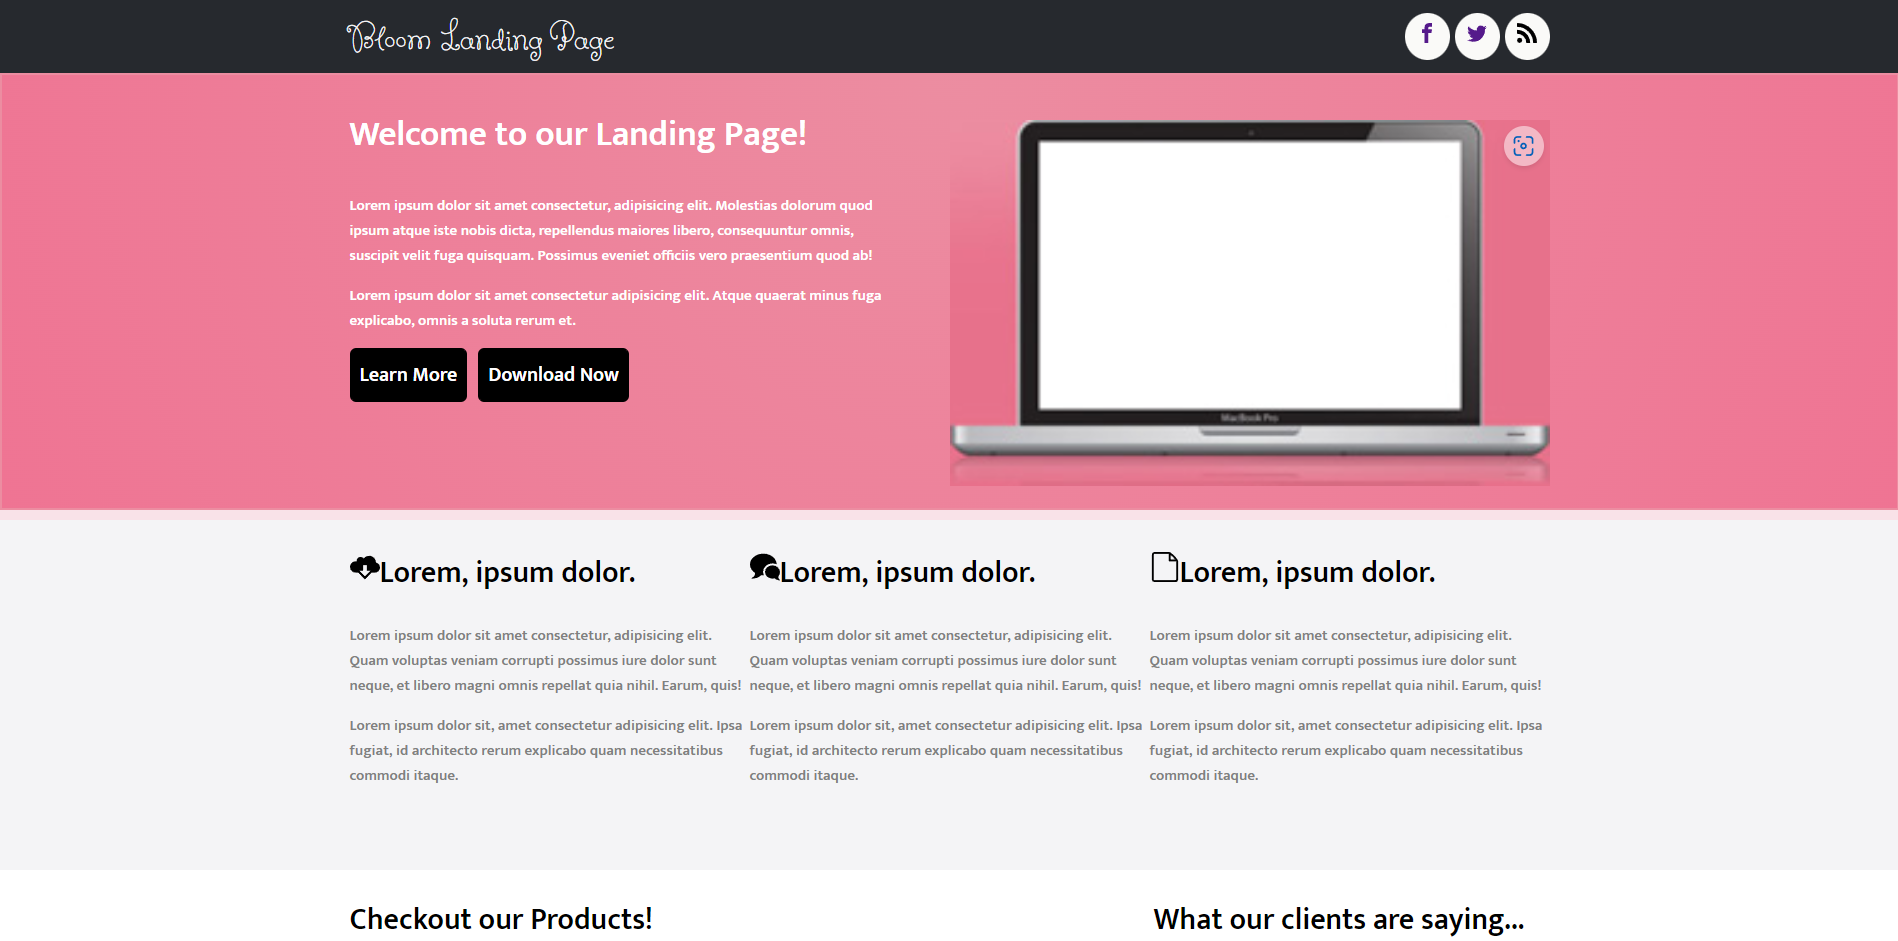 Bloom Landing Page
Welcome to our Landing Page!
Lorem ipsum dolor sit amet consectetur, adipisicing elit. Molestias dolorum quod
ipsum atque iste nobis dicta, repellendus maiores libero, consequuntur omnis,
suscipit velit fuga quisquam. Possimus eveniet officiis vero praesentium quod ab!
Lorem ipsum dolor sit amet consectetur adipisicing elit. Atque quaerat minus fuga
explicabo, omnis a soluta rerum et.
Learn More
Download Now
MacBook Pro
Lorem, ipsum dolor.
Lorem ipsum dolor sit amet consectetur, adipisicing elit.
Quam voluptas veniam corrupti possimus iure dolor sunt
neque, et libero magni omnis repellat quia nihil. Earum, quis!
Lorem ipsum dolor sit, amet consectetur adipisicing elit. Ipsa
fugiat, id architecto rerum explicabo quam necessitatibus
commodi itaque.
Lorem, ipsum dolor.
Lorem ipsum dolor sit amet consectetur, adipisicing elit.
Quam voluptas veniam corrupti possimus iure dolor sunt
neque, et libero magni omnis repellat quia nihil. Earum, quis!
Lorem ipsum dolor sit, amet consectetur adipisicing elit. Ipsa
fugiat, id architecto rerum explicabo quam necessitatibus
commodi itaque.
Lorem, ipsum dolor.
Lorem ipsum dolor sit amet consectetur, adipisicing elit.
Quam voluptas veniam corrupti possimus iure dolor sunt
neque, et libero magni omnis repellat quia nihil. Earum, quis!
Lorem ipsum dolor sit, amet consectetur adipisicing elit. Ipsa
fugiat, id architecto rerum explicabo quam necessitatibus
commodi itaque.
Checkout our Products!
What our clients are saying...